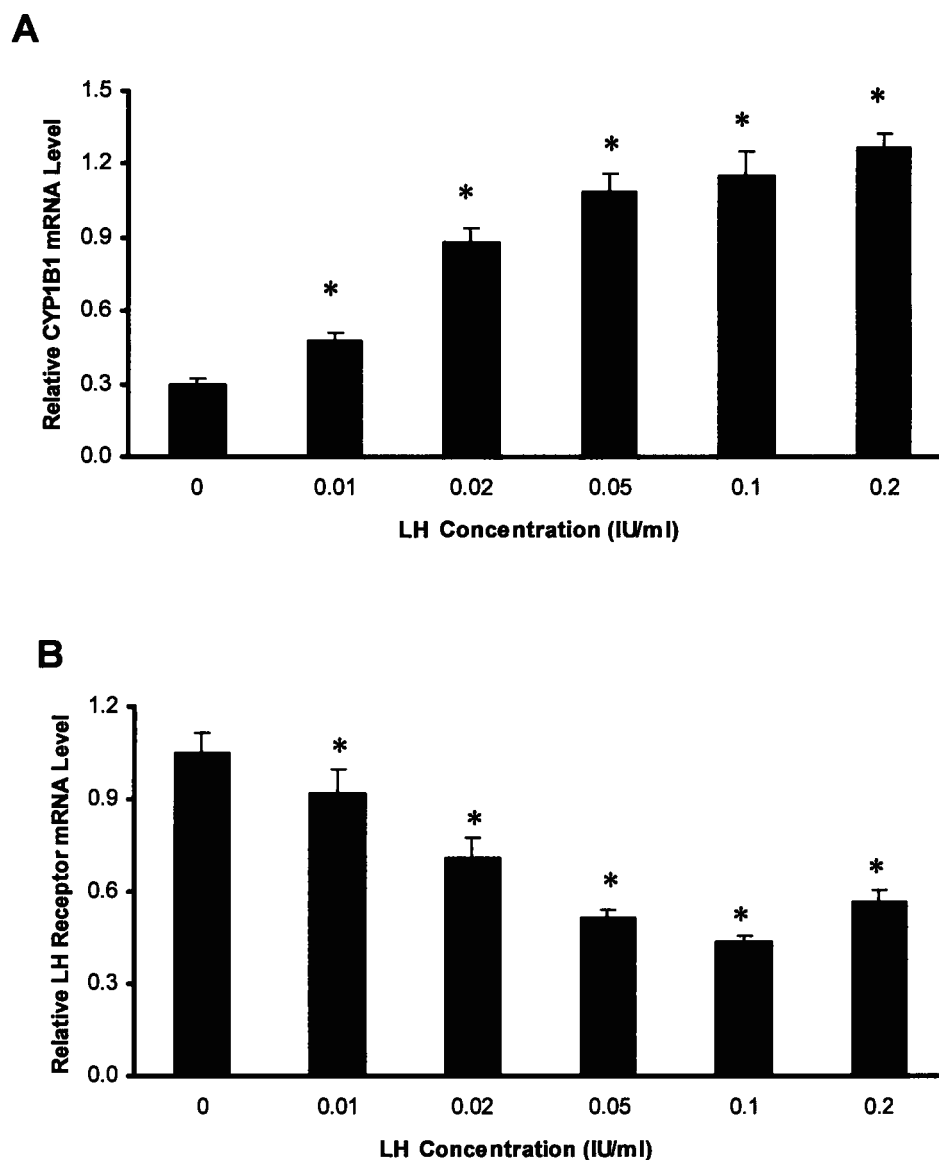 A
Relative CYP1B1 mRNA Level
1.5
1.2
0.9
0.6
0.3
0.0
* * * * *
0 0.01 0.02 0.05 0.1 0.2
LH Concentration (IU/ml)
B
Relative LH Receptor mRNA Level
1.2
0.9
0.6
0.3
0.0
* * * * *
0 0.01 0.02 0.05 0.1 0.2
LH Concentration (IU/ml)